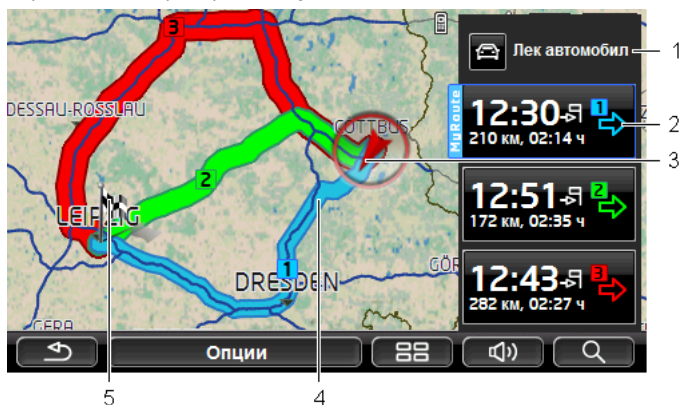 3
Лек автомобил
1
DESSAU-ROSSLAU
COTTBUS
MyRoute
12:30
1
2
210 км, 02:14 ч
3
2
12:51
2
172 км, 02:35 ч
LEIPZIG
1
DRESDEN
GÖR
12:43
3
282 км, 02:27 ч
GERA
Опции
5
4